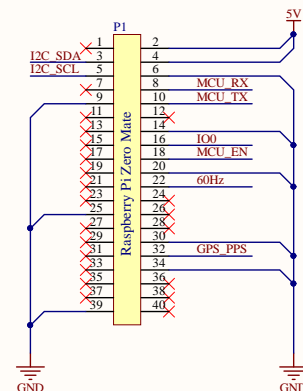 P1
5V
1 2
I2C_SDA 3 4
I2C_SCL 5 6
7 8 MCU_RX
9 10 MCU_TX
11 12
13 14
15 16 IO0
17 18 MCU_EN
19 20
21 22 60Hz
23 24
25 26
27 28
29 30
31 32 GPS_PPS
33 34
35 36
37 38
39 40
Raspberry Pi Zero Mate
GND GND